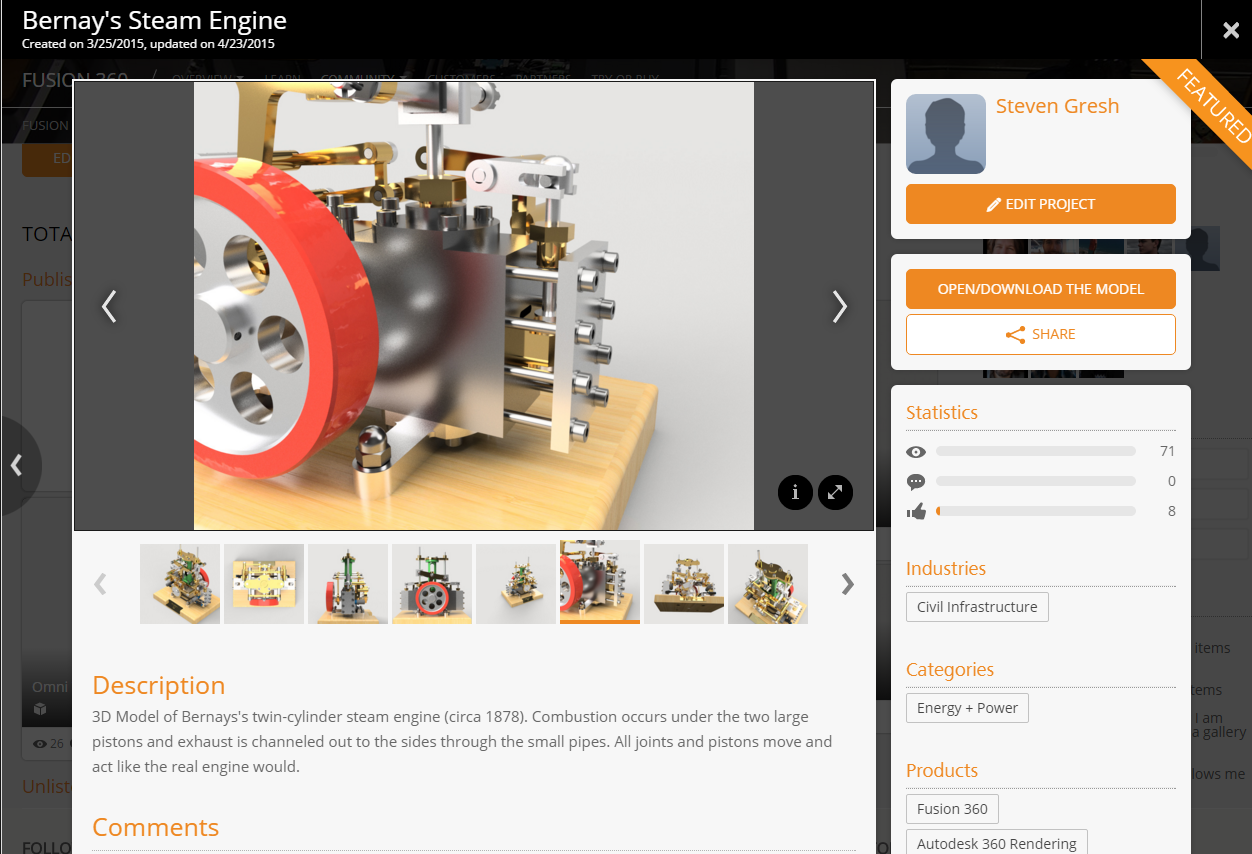 Bernay's Steam Engine
Created on 3/25/2015, updated on 4/23/2015
FUSION 360 / OVERVIEW LEARN COMMUNITY CUSTOMERS PARTNERS TRY OR BUY
FEATURED
Steven Gresh
FUSION
ED
EDIT PROJECT
TOTA
Publis
OPEN/DOWNLOAD THE MODEL
SHARE
Statistics
71
0
8
Industries
Civil Infrastructure
items
Categories
Energy + Power
tems
I am
a gallery
lows me
Omni
26
Unlist
Description
3D Model of Bernays's twin-cylinder steam engine (circa 1878). Combustion occurs under the two large
pistons and exhaust is channeled out to the sides through the small pipes. All joints and pistons move and
act like the real engine would.
Products
Fusion 360
Autodesk 360 Rendering
Comments
FOLLO